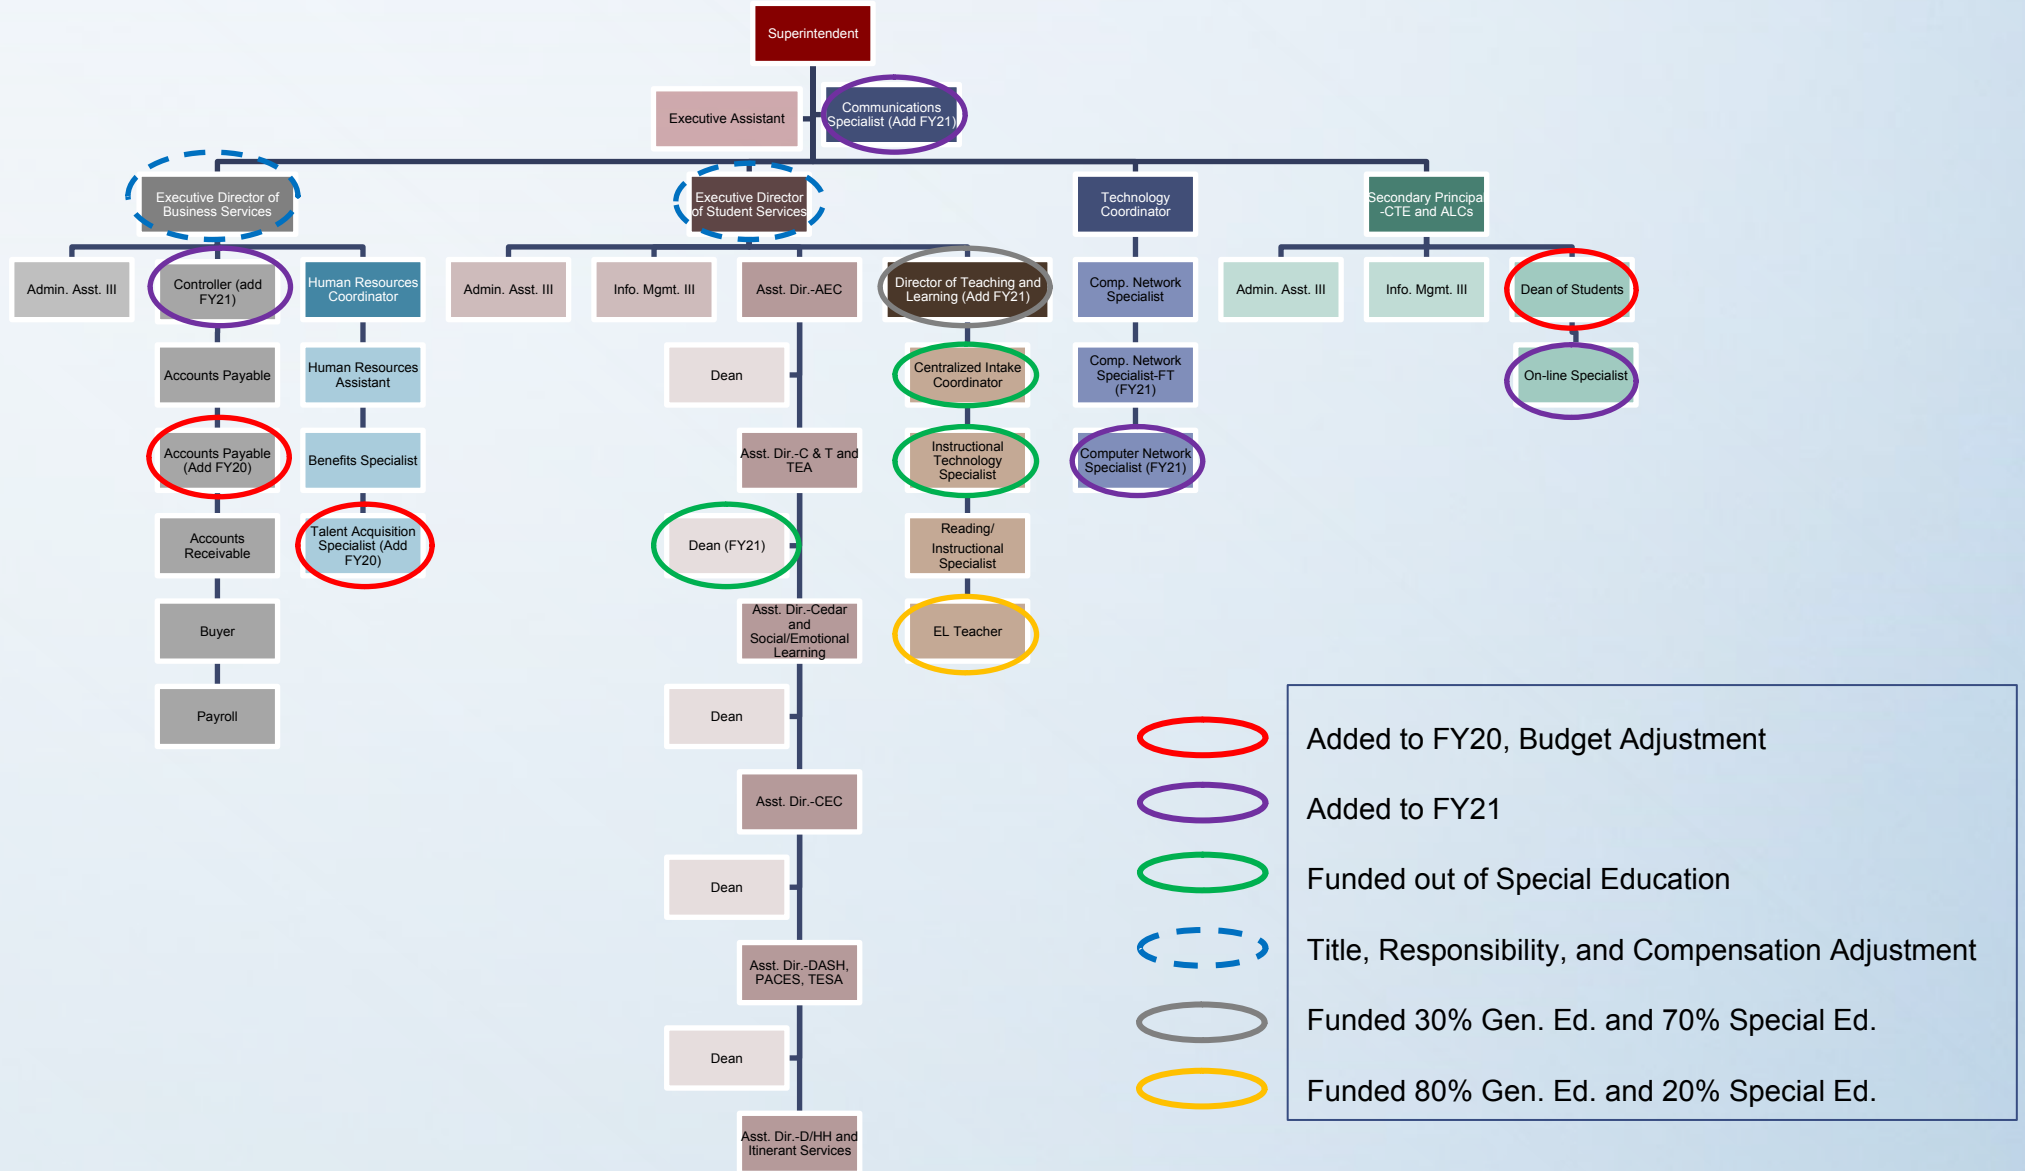 Superintendent
Executive Assistant
Communications
Specialist (Add FY21)
Executive Director of
Business Services
Executive Director
of Student Services
Technology
Coordinator
Secondary Principal
-CTE and ALCs
Admin. Asst. III
Controller (add
FY21)
Human Resources
Coordinator
Admin. Asst. III
Info. Mgmt. III
Asst. Dir.-AEC
Director of Teaching and
Learning (Add FY21)
Comp. Network
Specialist
Admin. Asst. III
Info. Mgmt. III
Dean of Students
Accounts Payable
Human Resources
Assistant
Dean
Centralized Intake
Coordinator
Comp. Network
Specialist-FT
(FY21)
On-line Specialist
Accounts Payable
(Add FY20)
Benefits Specialist
Asst. Dir.-C & T and
TEA
Instructional
Technology
Specialist
Computer Network
Specialist (FY21)
Accounts
Receivable
Talent Acquisition
Specialist (Add
FY20)
Dean (FY21)
Reading/
Instructional
Specialist
Buyer
Asst. Dir.-Cedar
and
Social/Emotional
Learning
EL Teacher
Payroll
Dean
Asst. Dir.-CEC
Dean
Asst. Dir.-DASH,
PACES, TESA
Dean
Asst. Dir.-D/HH and
Itinerant Services
Added to FY20, Budget Adjustment
Added to FY21
Funded out of Special Education
Title, Responsibility, and Compensation Adjustment
Funded 30% Gen. Ed. and 70% Special Ed.
Funded 80% Gen. Ed. and 20% Special Ed.